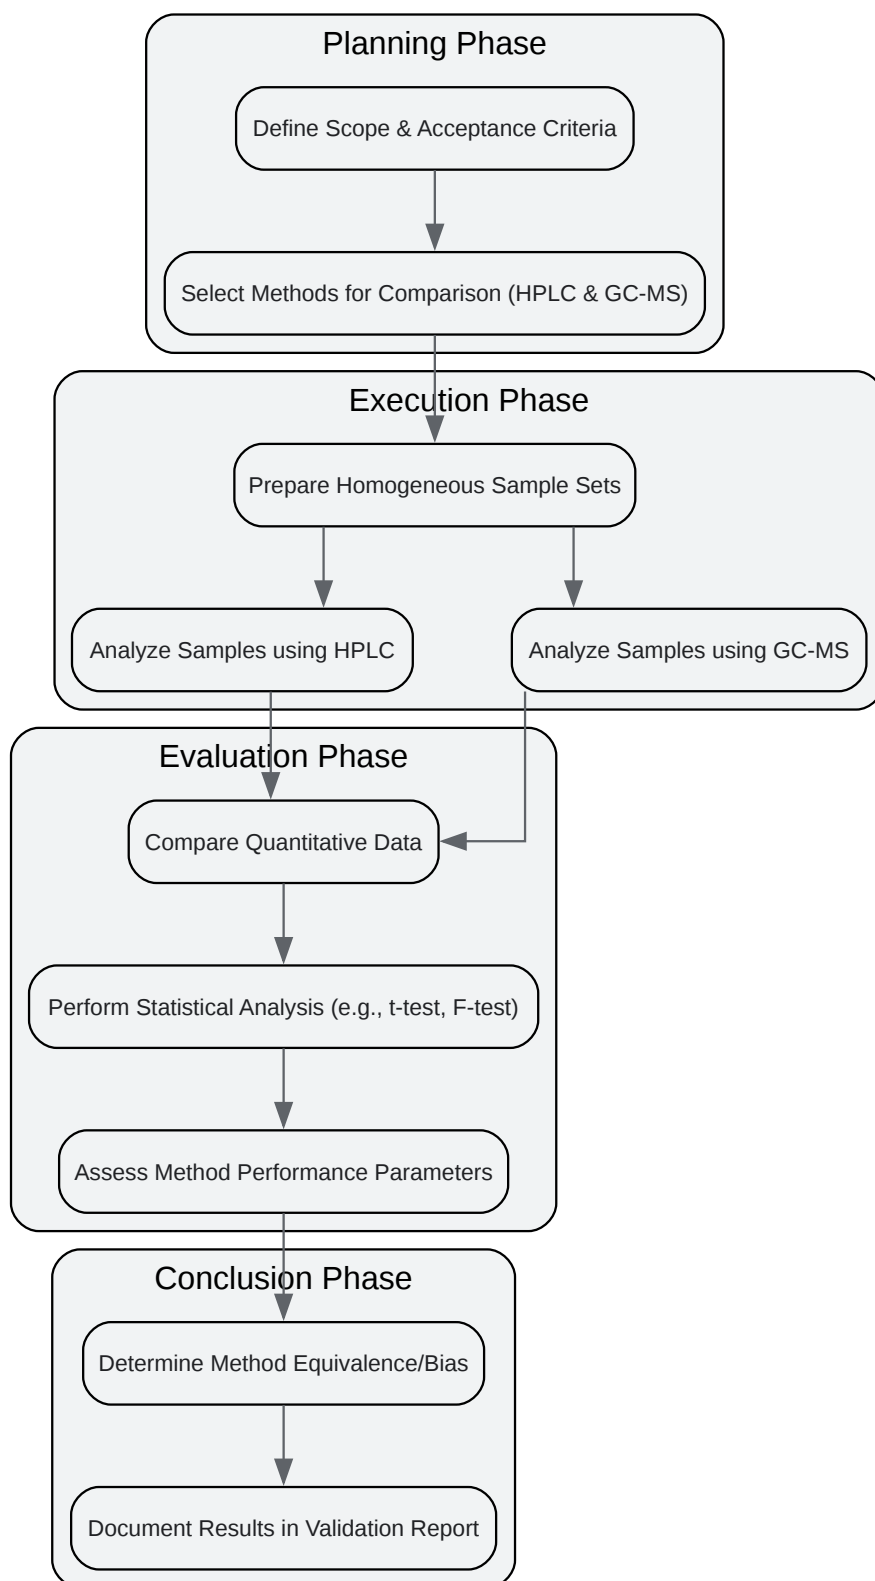 Planning Phase
Define Scope & Acceptance Criteria
Select Methods for Comparison (HPLC & GC-MS)
Execution Phase
Prepare Homogeneous Sample Sets
Analyze Samples using HPLC
Analyze Samples using GC-MS
Evaluation Phase
Compare Quantitative Data
Perform Statistical Analysis (e.g., t-test, F-test)
Assess Method Performance Parameters
Conclusion Phase
Determine Method Equivalence/Bias
Document Results in Validation Report